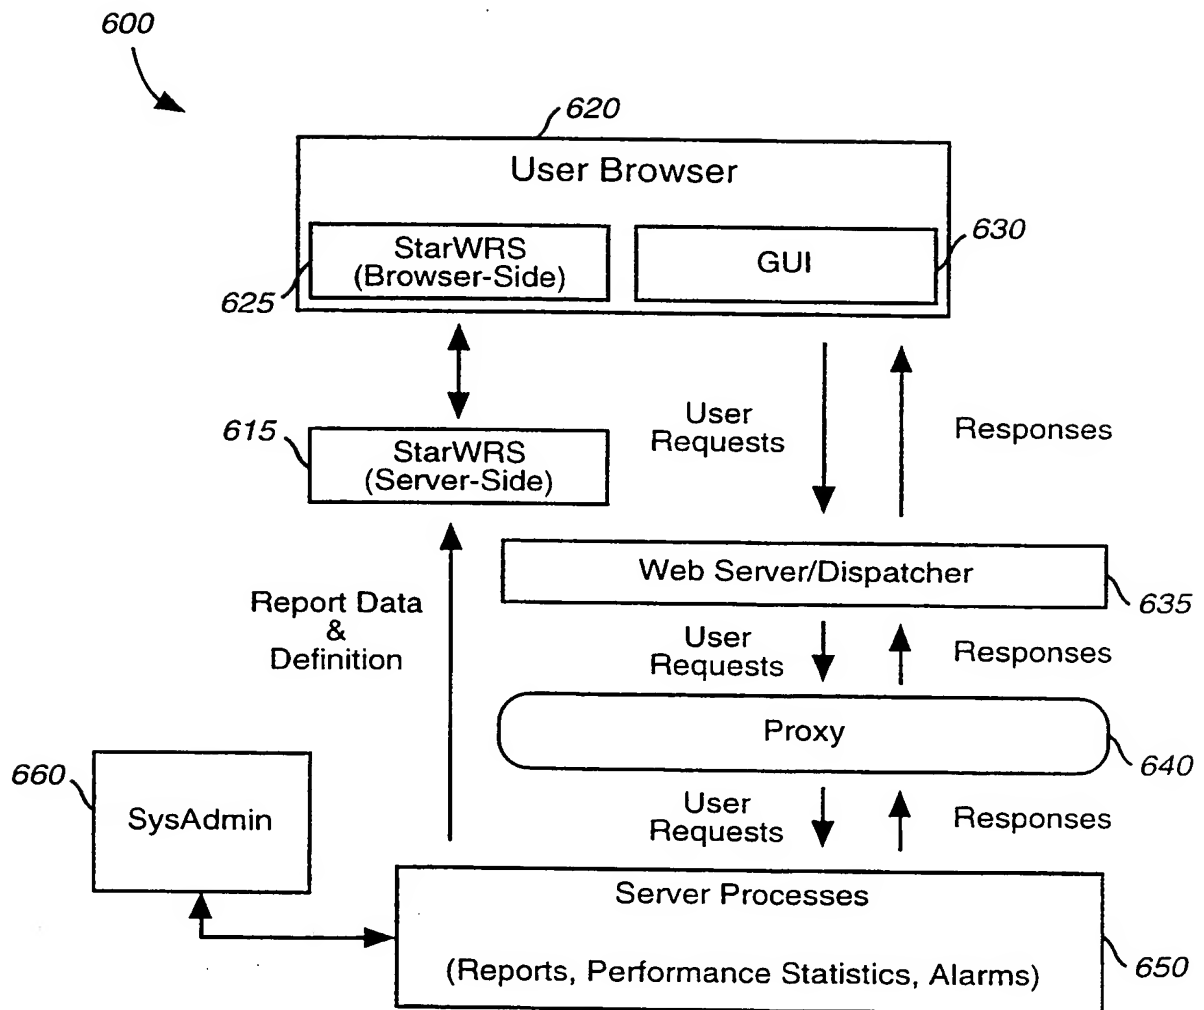 600
620
User Browser
StarWRS
(Browser-Side)
625
GUI
630
615
StarWRS
(Server-Side)
User
Requests
Responses
Web Server/Dispatcher
635
Report Data
&
Definition
User
Requests
Responses
Proxy
640
660
SysAdmin
User
Requests
Responses
Server Processes
(Reports, Performance Statistics, Alarms)
650